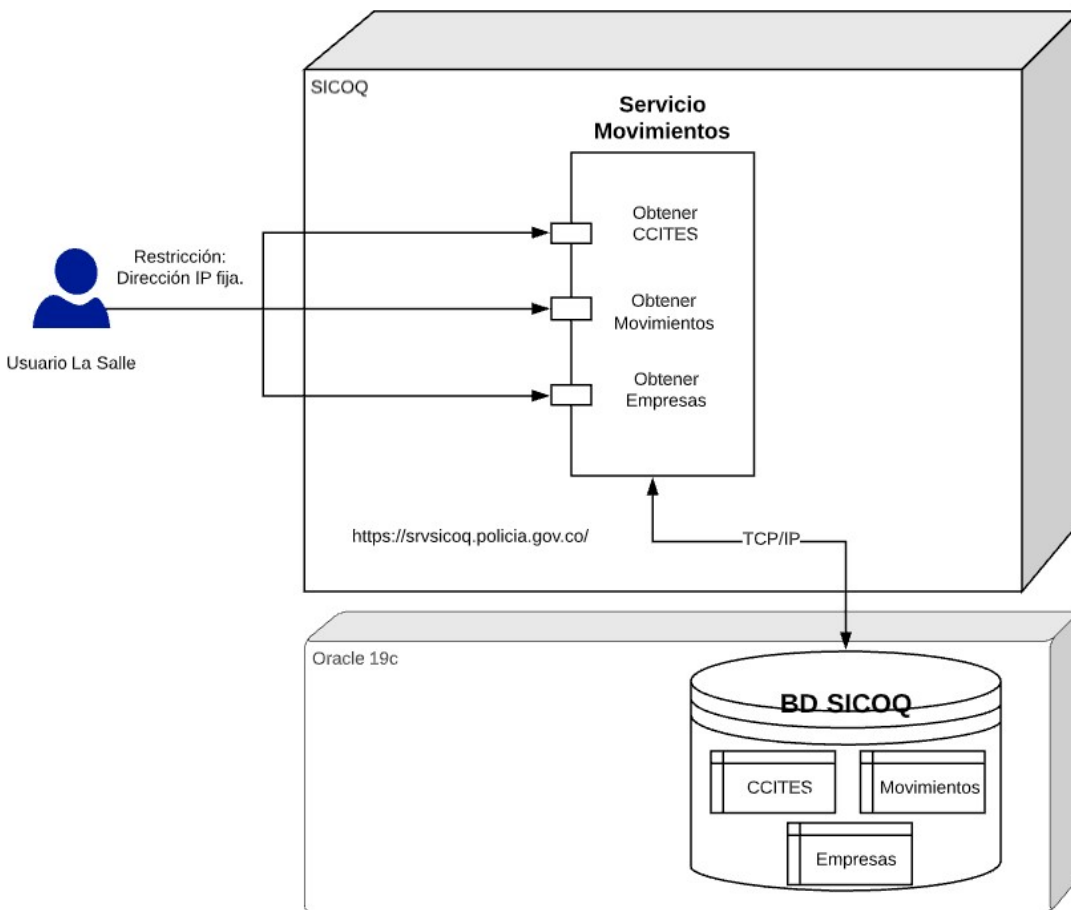 SICOQ
Servicio
Movimientos
Obtener
CCITES
Restricción:
Dirección IP fija.
Obtener
Movimientos
Usuario La Salle
Obtener
Empresas
https://srvsicoq.policia.gov.co/
TCP/IP
Oracle 19c
BD SICOQ
CCITES
Movimientos
Empresas